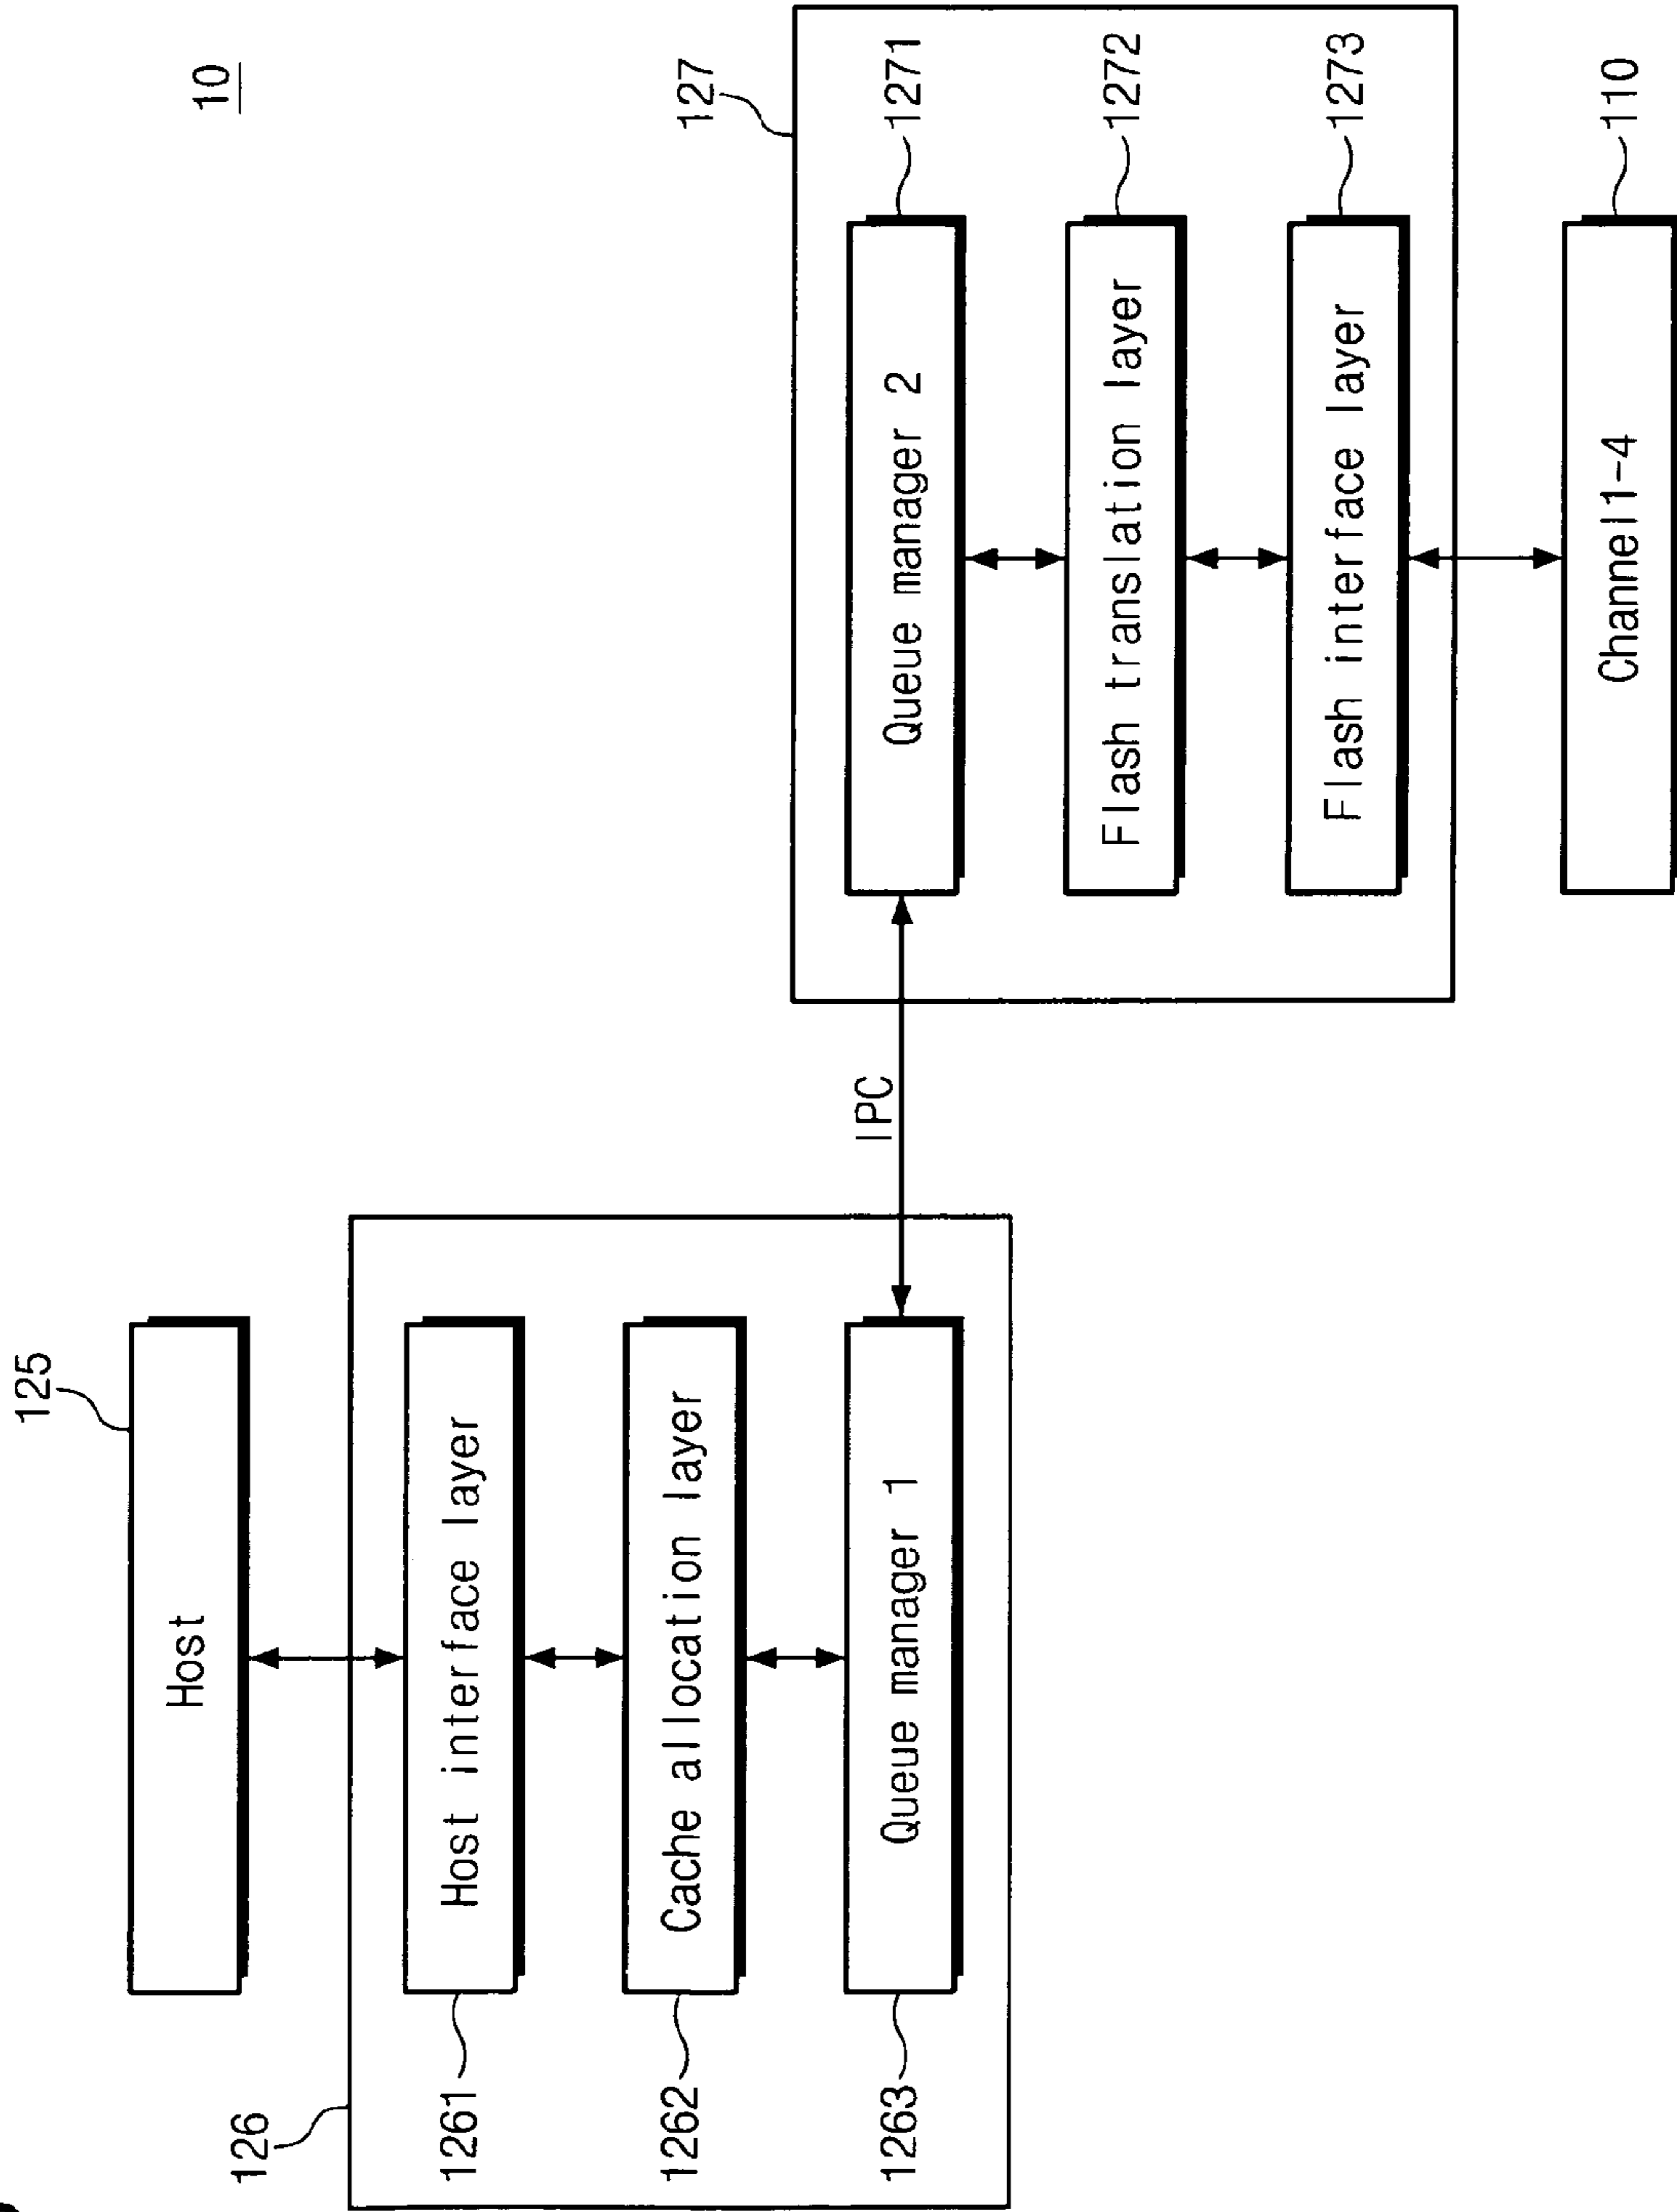 10
125
Host
126
1261
Host interface layer
1262
Cache allocation layer
1263
Queue manager 1
IPC
127
Queue manager 2
1271
Flash translation layer
1272
Flash interface layer
1273
Channel1-4
110